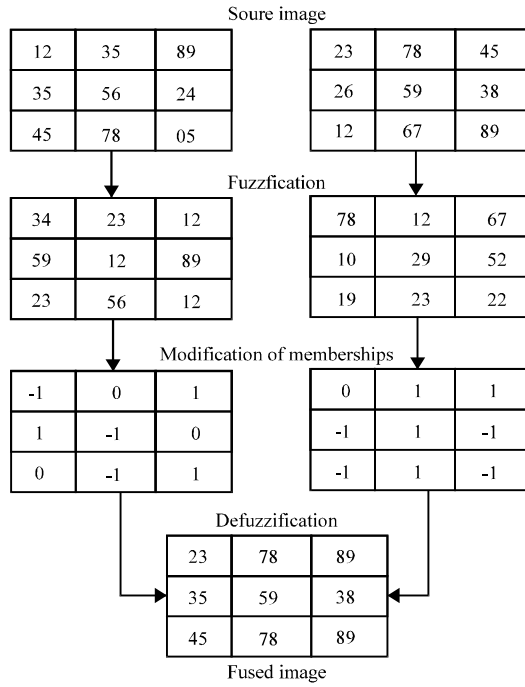 Soure image
12 35 89 23 78 45
35 56 24 26 59 38
45 78 05 12 67 89
Fuzzfication
34 23 12 78 12 67
59 12 89 10 29 52
23 56 12 19 23 22
Modification of memberships
-1 0 1 0 1 1
1 -1 0 -1 1 -1
0 -1 1 -1 1 -1
Defuzzification
23 78 89
35 59 38
45 78 89
Fused image